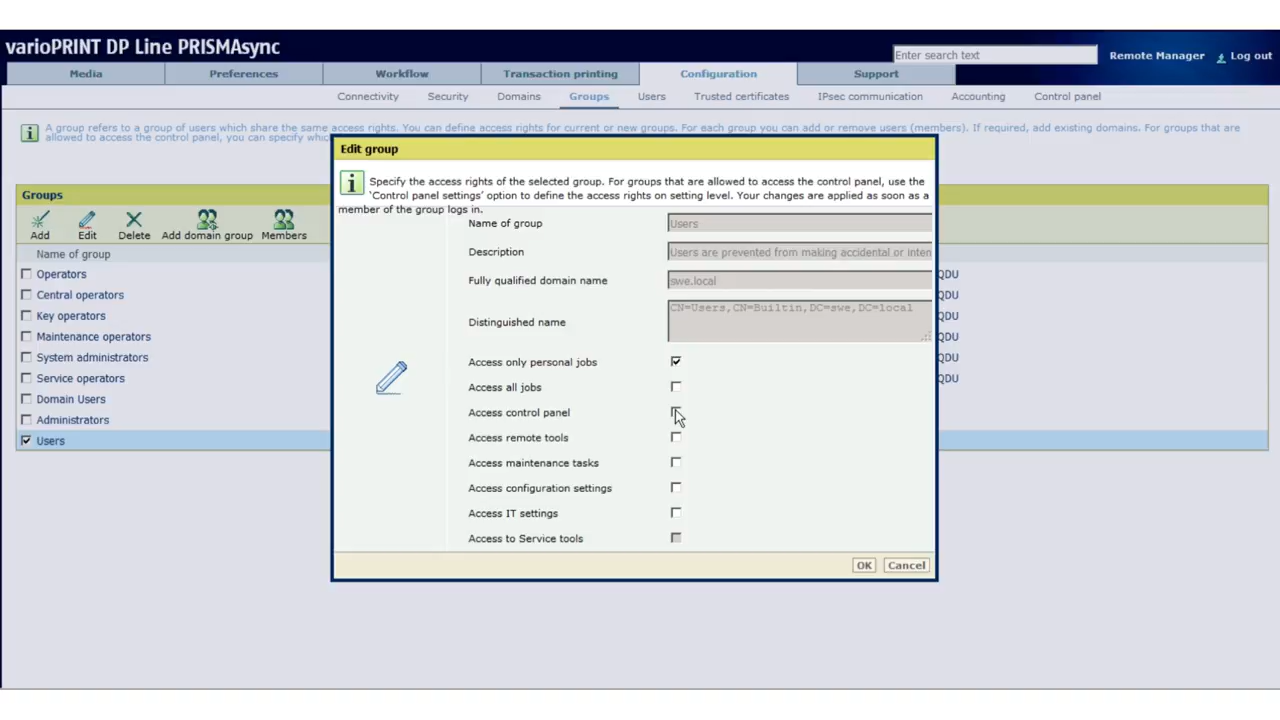 varioPRINT DP Line PRISMAsync
Enter search text
Remote Manager
Log out
Media Preferences Workflow Transaction printing Configuration Support
Connectivity Security Domains Groups Users Trusted certificates IPsec communication Accounting Control panel
A group refers to a group of users which share the same access rights. You can define access rights for current or new groups. For each group you can add or remove users (members). If required, add existing domains. For groups that are
allowed to access the control panel, you can specify
Edit group
Specify the access rights of the selected group. For groups that are allowed to access the control panel, use the
'Control panel settings' option to define the access rights on setting level. Your changes are applied as soon as a
member of the group logs in.
Groups
Add Edit Delete Add domain group Members
Name of group
Operators
Central operators
Key operators
Maintenance operators
System administrators
Service operators
Domain Users
Administrators
Users
Name of group Users
Description Users are prevented from making accidental or inten
Fully qualified domain name swe.local
Distinguished name CN=Users,CN=Builtin,DC=swe,DC=local
Access only personal jobs
Access all jobs
Access control panel
Access remote tools
Access maintenance tasks
Access configuration settings
Access IT settings
Access to Service tools
OK Cancel
QDU
QDU
QDU
QDU
QDU
QDU